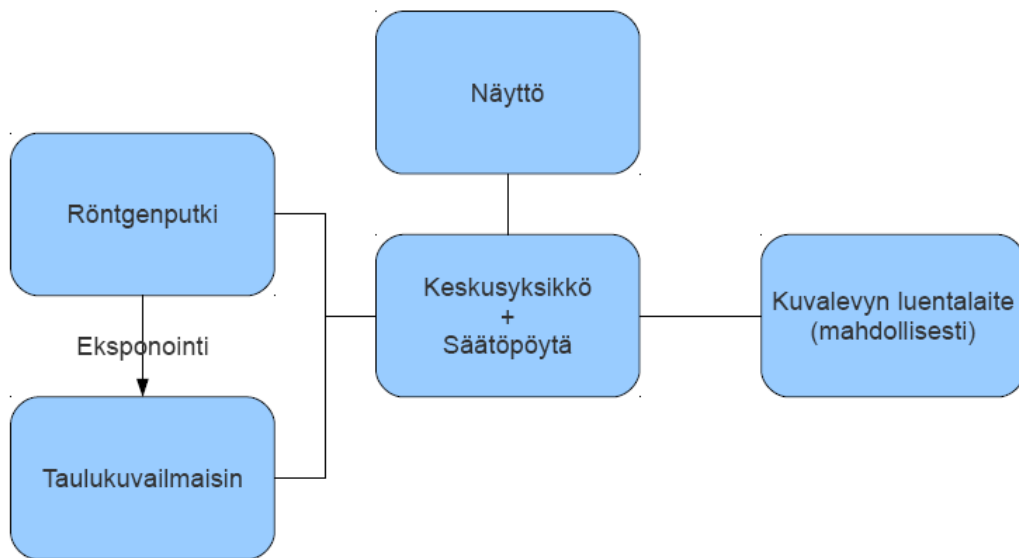 Näyttö
Röntgenputki
Keskusyksikkö
+
Säätöpöytä
Kuvalevyn luentalaite
(mahdollisesti)
Eksponointi
Taulukuvailmaisin